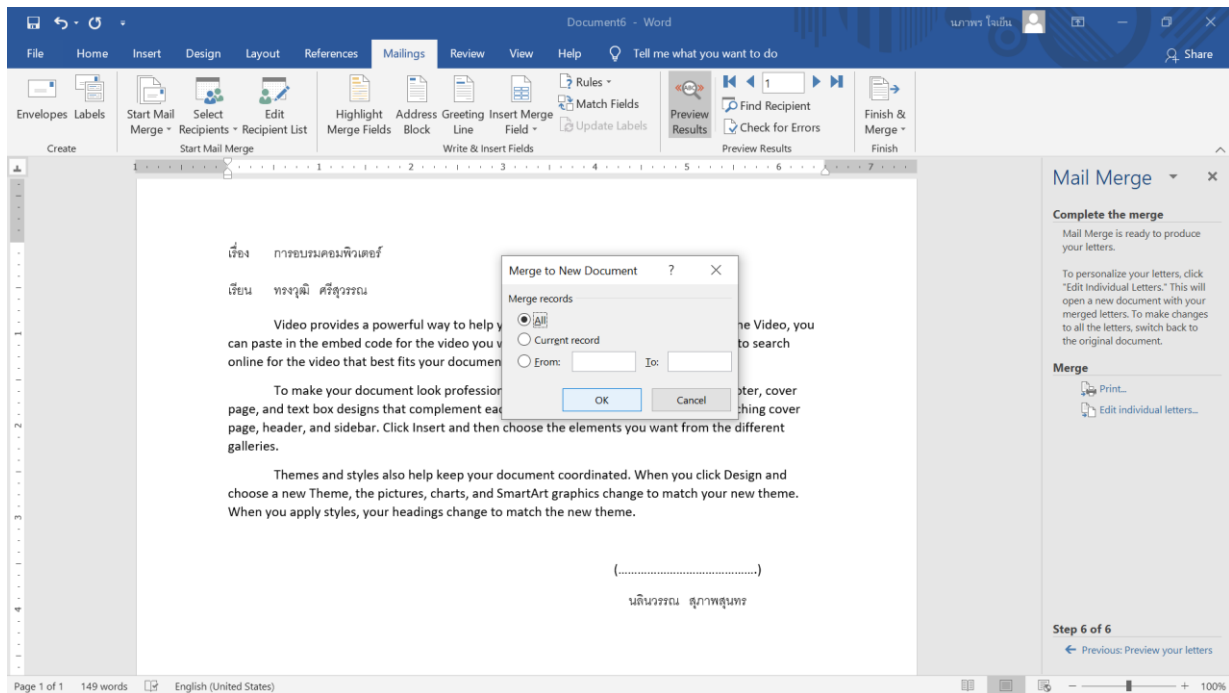 Document6 - Word
นภาพร ใจเย็น
File Home Insert Design Layout References Mailings Review View Help Tell me what you want to do Share
Envelopes Labels
Start Mail Merge Select Recipients Edit Recipient List
Highlight Merge Fields Address Block Greeting Line Insert Merge Field
Rules
Match Fields
Update Labels
ABC
Preview Results
1
Find Recipient
Check for Errors
Finish & Merge
Create Start Mail Merge Write & Insert Fields Preview Results Finish
1 1 2 3 4 5 6 7
เรื่อง การอบรมคอมพิวเตอร์
เรียน ทรงวุฒิ ศรีสุวรรณ
Video provides a powerful way to help y he Video, you
can paste in the embed code for the video you w to search
online for the video that best fits your documen
To make your document look profession oter, cover
page, and text box designs that complement eac ching cover
page, header, and sidebar. Click Insert and then choose the elements you want from the different
galleries.
Themes and styles also help keep your document coordinated. When you click Design and
choose a new Theme, the pictures, charts, and SmartArt graphics change to match your new theme.
When you apply styles, your headings change to match the new theme.
(.............................................)
นลินวรรณ สุภาพสุนทร
Merge to New Document ?
Merge records
All
Current record
From: To:
OK Cancel
Mail Merge
Complete the merge
Mail Merge is ready to produce
your letters.
To personalize your letters, click
"Edit Individual Letters." This will
open a new document with your
merged letters. To make changes
to all the letters, switch back to
the original document.
Merge
Print...
Edit individual letters...
Step 6 of 6
Previous: Preview your letters
1
2
3
4
Page 1 of 1 149 words English (United States) 100%